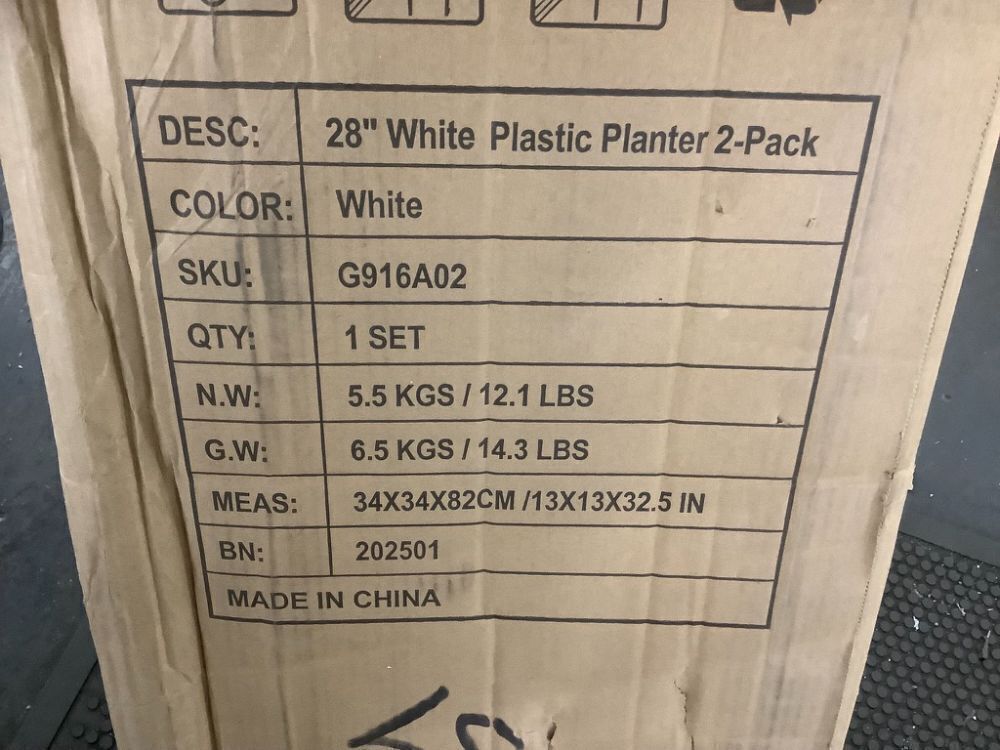 DESC: 28" White Plastic Planter 2-Pack
COLOR: White
SKU: G916A02
QTY: 1 SET
N.W: 5.5 KGS / 12.1 LBS
G.W: 6.5 KGS / 14.3 LBS
MEAS: 34X34X82CM /13X13X32.5 IN
BN: 202501
MADE IN CHINA